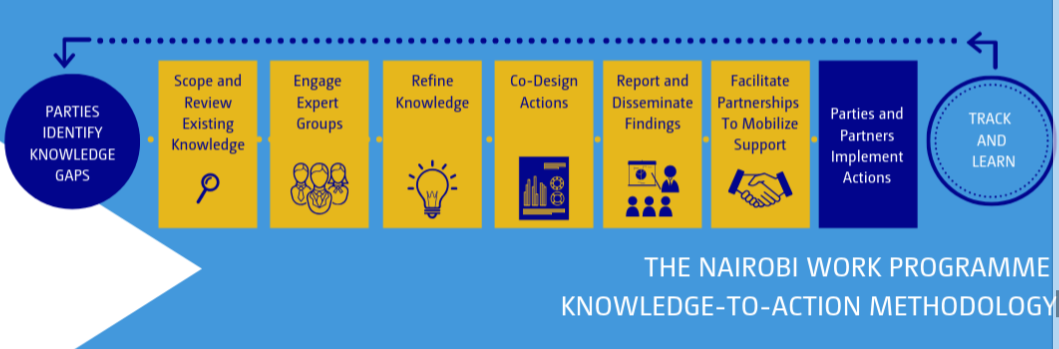 PARTIES
IDENTIFY
KNOWLEDGE
GAPS
Scope and
Review
Existing
Knowledge
Engage
Expert
Groups
Refine
Knowledge
Co-Design
Actions
Report and
Disseminate
Findings
Facilitate
Partnerships
To Mobilize
Support
Parties and
Partners
Implement
Actions
TRACK
AND
LEARN
THE NAIROBI WORK PROGRAMME
KNOWLEDGE-TO-ACTION METHODOLOGY